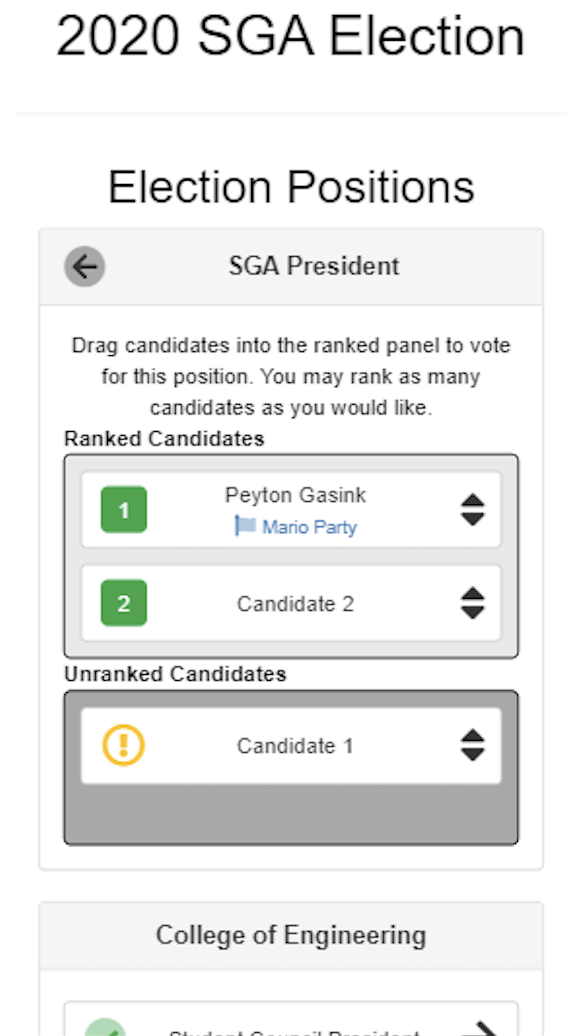 2020 SGA Election
Election Positions
SGA President
Drag candidates into the ranked panel to vote
for this position. You may rank as many
candidates as you would like.
Ranked Candidates
1
Peyton Gasink
Mario Party
2
Candidate 2
Unranked Candidates
Candidate 1
College of Engineering
Student Council President